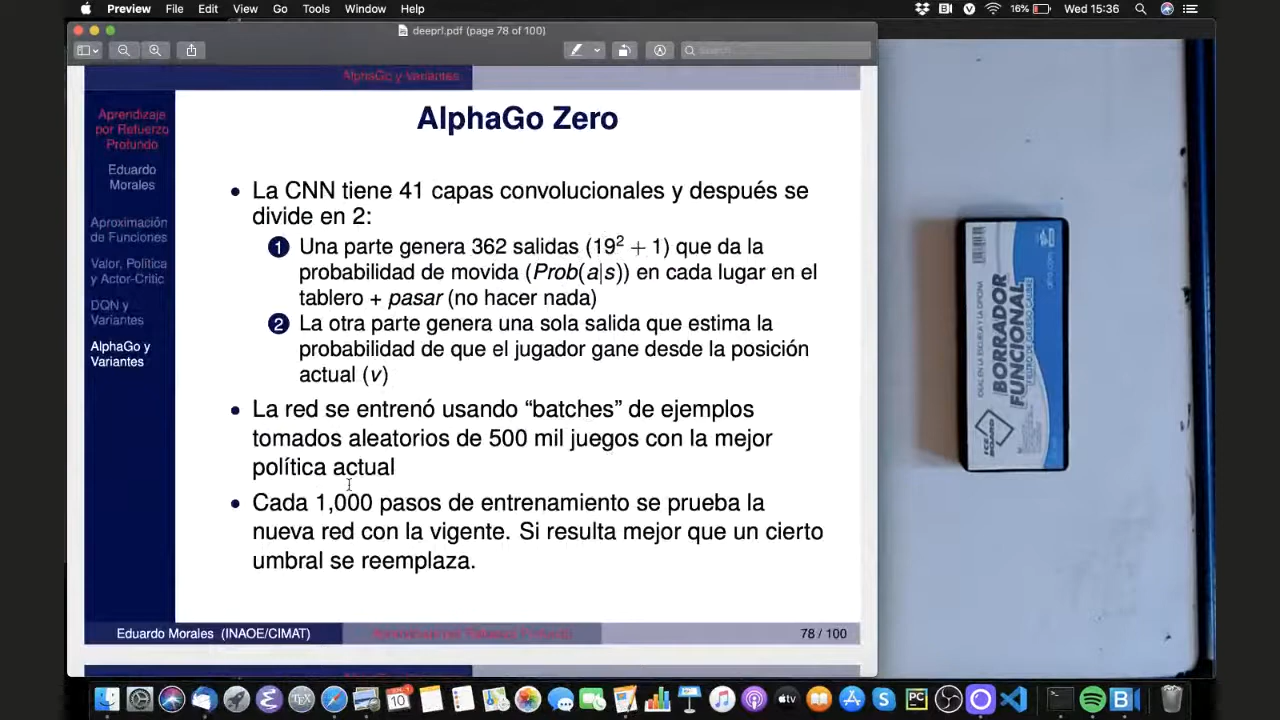 Preview File Edit View Go Tools Window Help
16% Wed 15:36
deeprl.pdf (page 78 of 100)
Search
AlphaGo y Variantes
Aprendizaje
por Refuerzo
Profundo
Eduardo
Morales
Aproximación
de Funciones
Valor, Política
y Actor-Critic
DQN y
Variantes
AlphaGo y
Variantes
AlphaGo Zero
• La CNN tiene 41 capas convolucionales y después se
divide en 2:
1 Una parte genera 362 salidas (19² + 1) que da la
probabilidad de movida (Prob(a|s)) en cada lugar en el
tablero + pasar (no hacer nada)
2 La otra parte genera una sola salida que estima la
probabilidad de que el jugador gane desde la posición
actual (v)
• La red se entrenó usando “batches” de ejemplos
tomados aleatorios de 500 mil juegos con la mejor
política actual
• Cada 1,000 pasos de entrenamiento se prueba la
nueva red con la vigente. Si resulta mejor que un cierto
umbral se reemplaza.
Eduardo Morales (INAOE/CIMAT)
78 / 100
IDEAL EN LA ESCUELA Y LA OFICINA
BORRADOR
FUNCIONAL